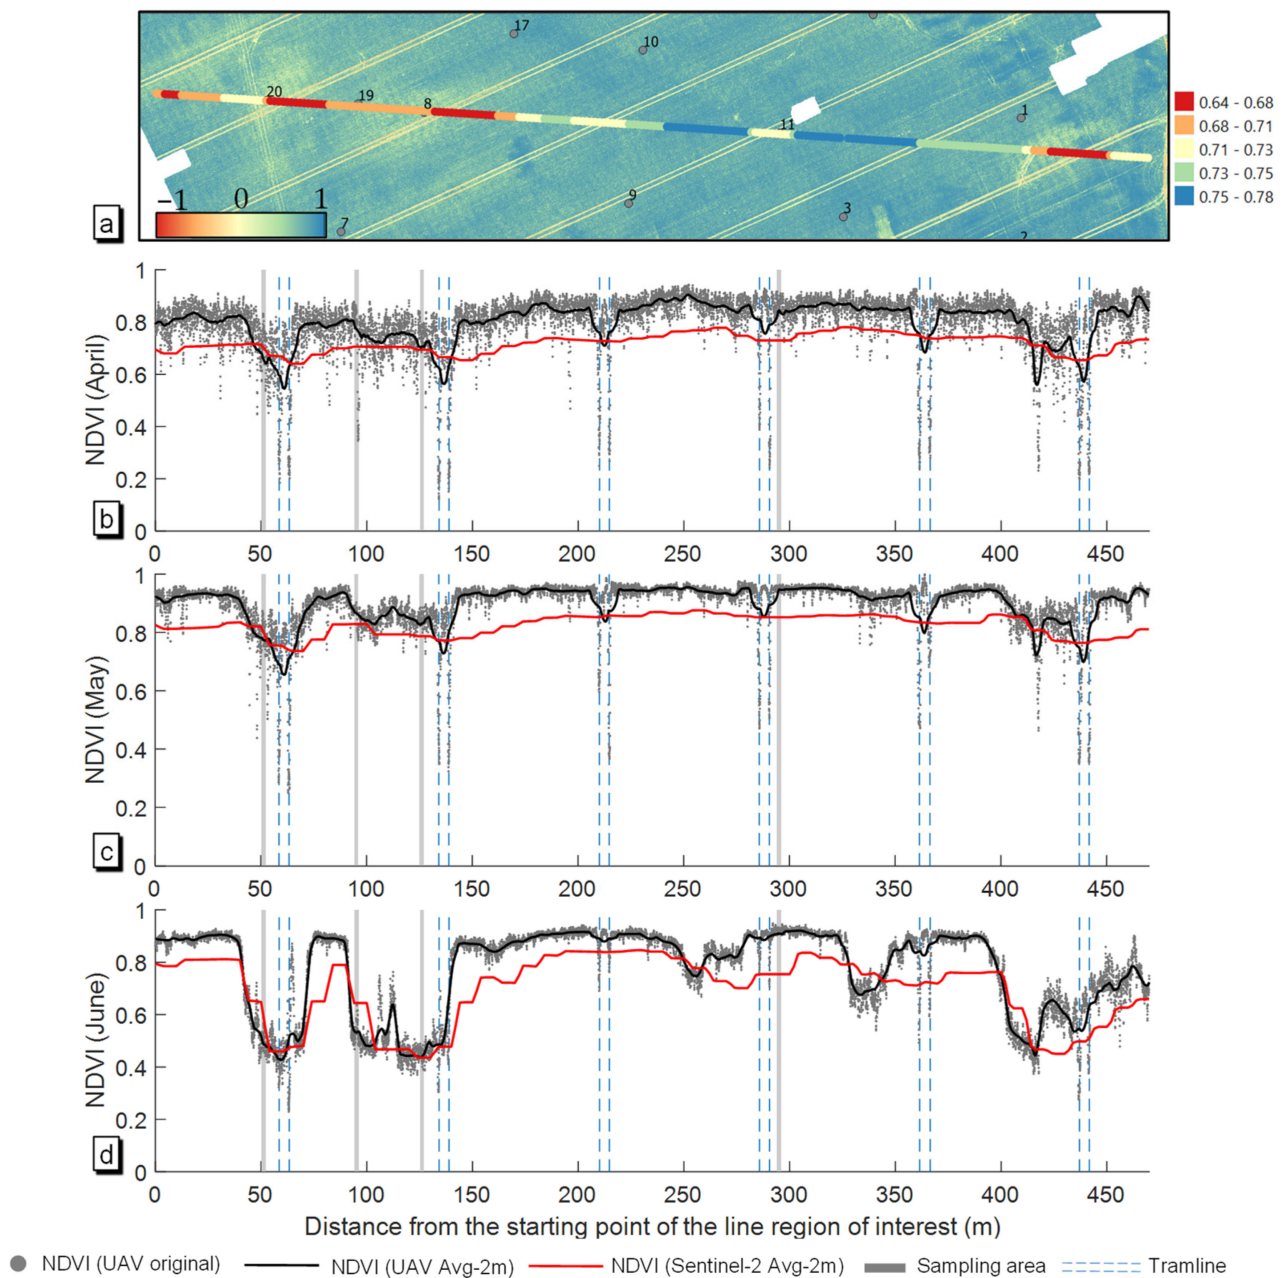 17
10
20
19
8
11
1
9
3
7
2
−1 0 1
a
0.64 - 0.68
0.68 - 0.71
0.71 - 0.73
0.73 - 0.75
0.75 - 0.78
NDVI (April)
1
0.8
0.6
0.4
0.2
0
b
0 50 100 150 200 250 300 350 400 450
NDVI (May)
1
0.8
0.6
0.4
0.2
0
c
0 50 100 150 200 250 300 350 400 450
NDVI (June)
1
0.8
0.6
0.4
0.2
0
d
0 50 100 150 200 250 300 350 400 450
Distance from the starting point of the line region of interest (m)
NDVI (UAV original) NDVI (UAV Avg-2m) NDVI (Sentinel-2 Avg-2m) Sampling area Tramline